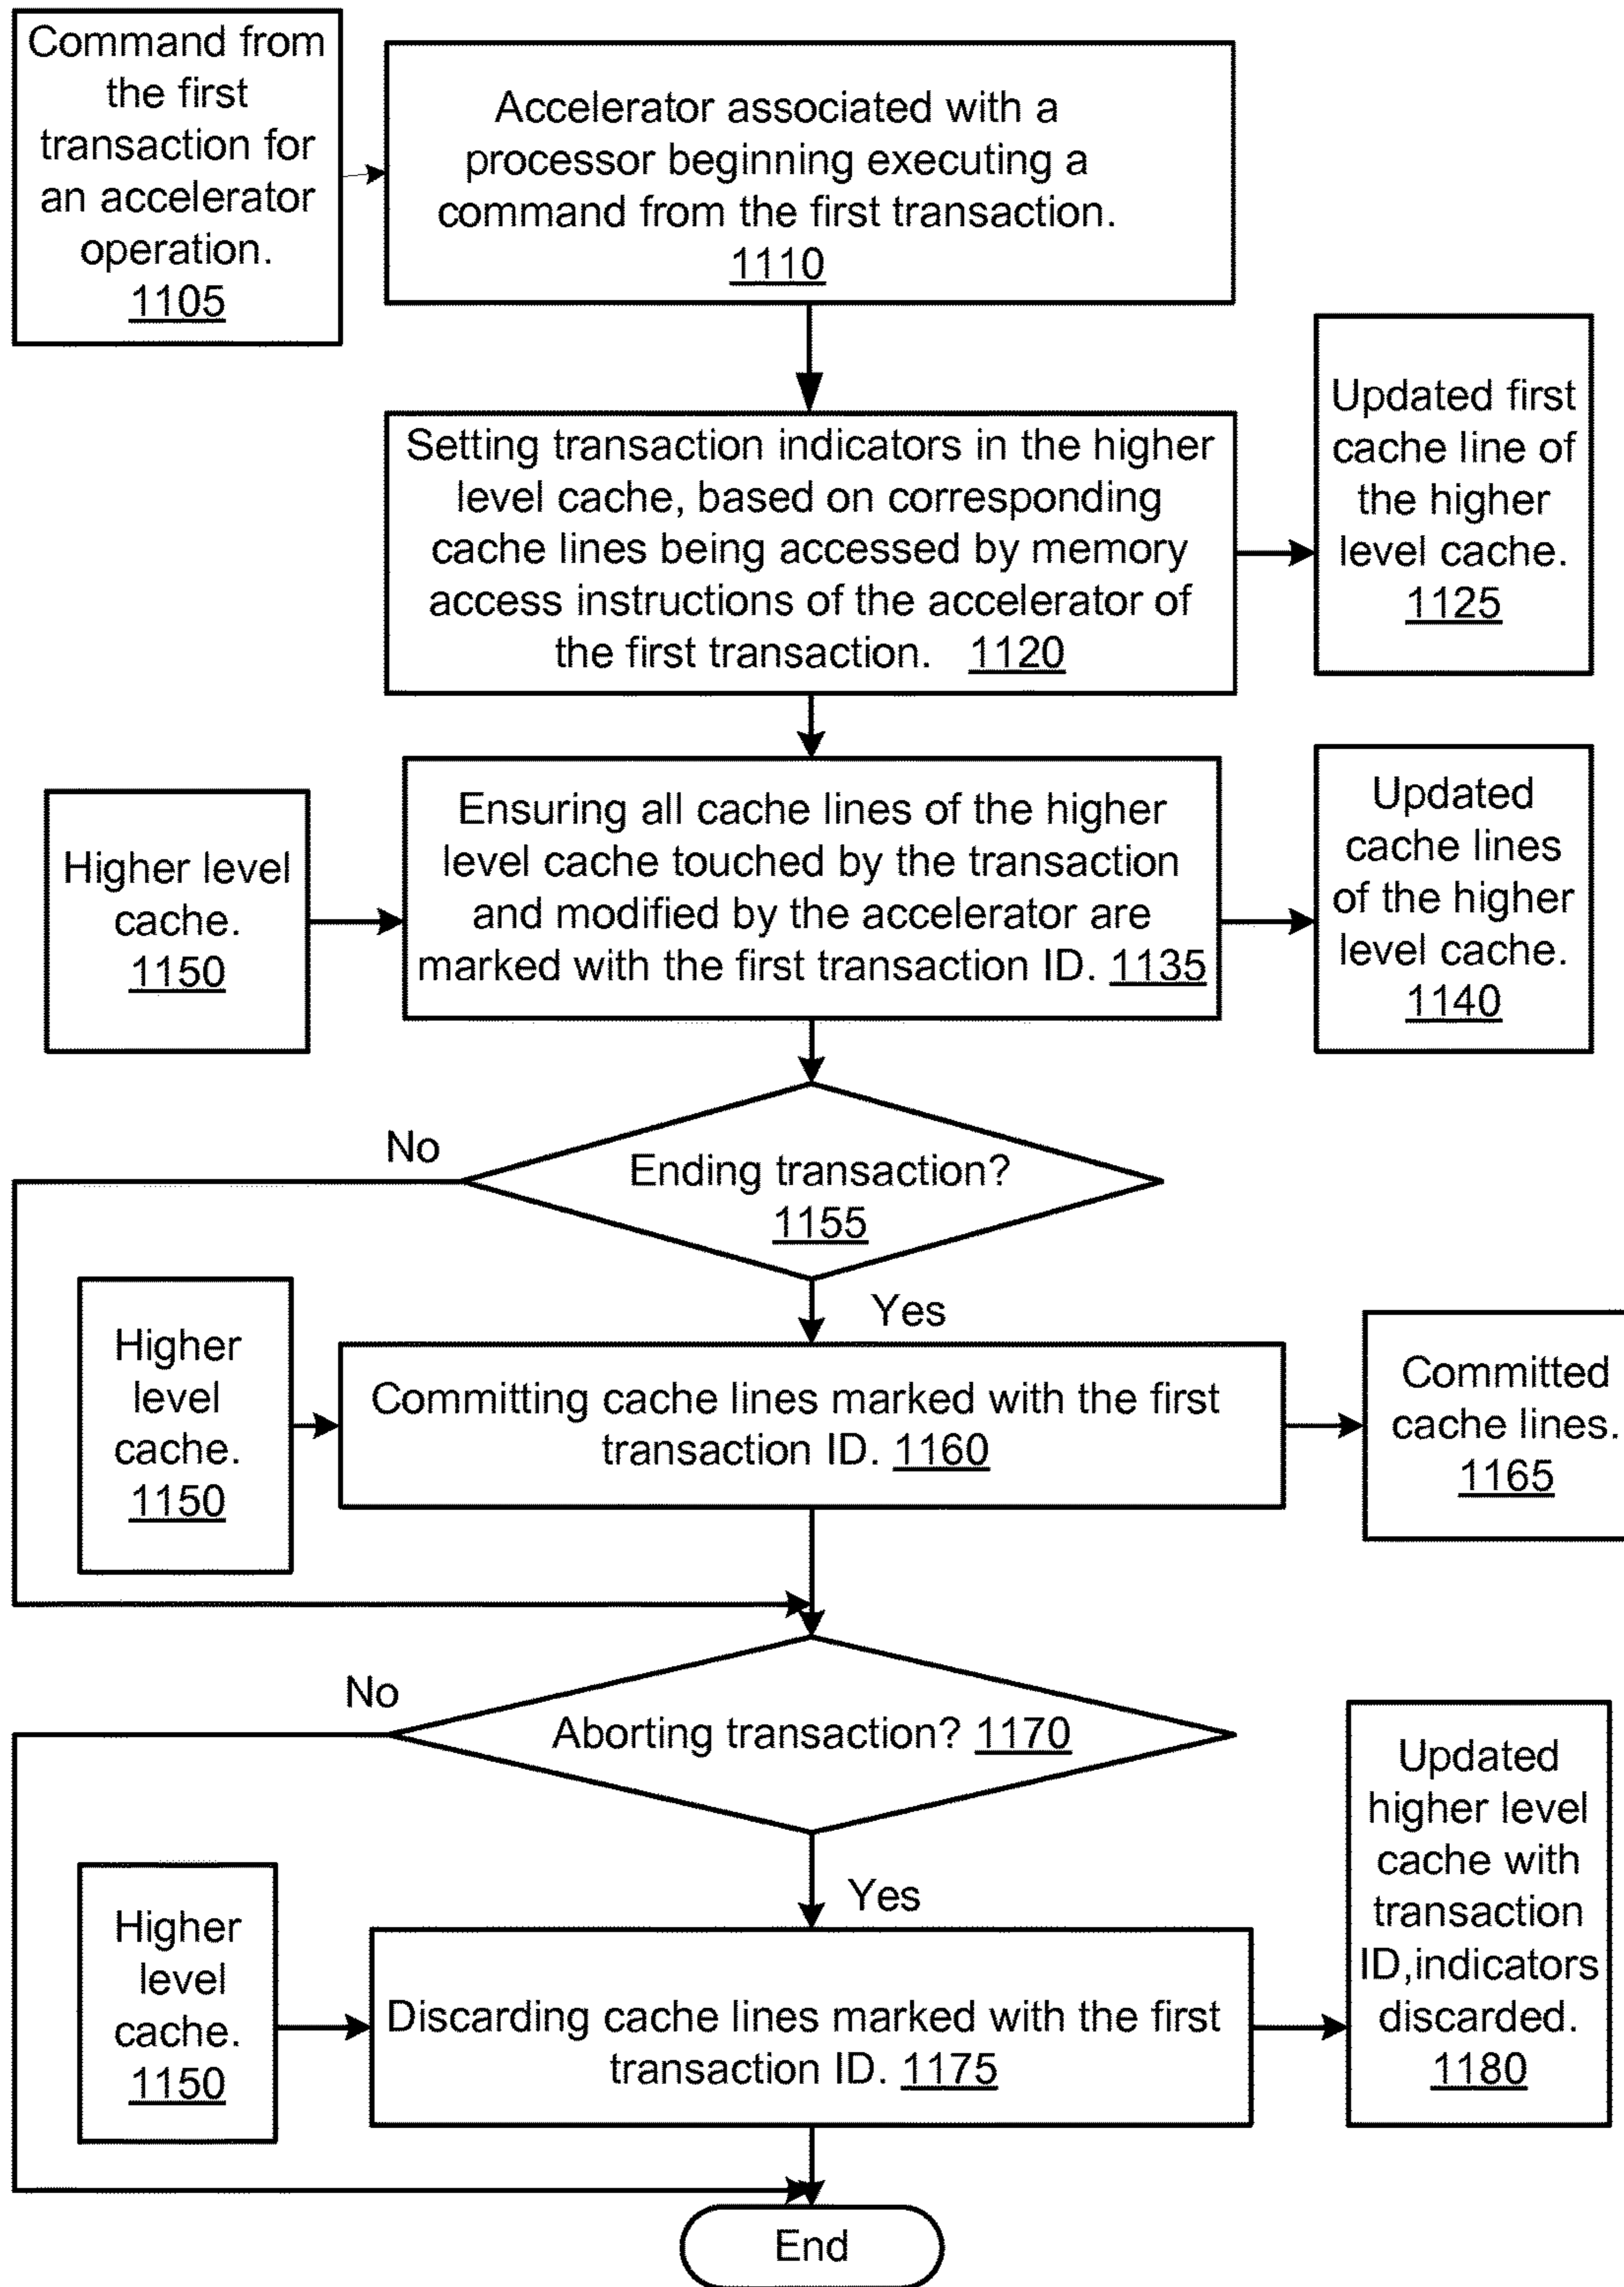 Command from
the first
transaction for
an accelerator
operation.
1105
Accelerator associated with a
processor beginning executing a
command from the first transaction.
1110
Setting transaction indicators in the higher
level cache, based on corresponding
cache lines being accessed by memory
access instructions of the accelerator of
the first transaction. 1120
Updated first
cache line of
the higher
level cache.
1125
Higher level
cache.
1150
Ensuring all cache lines of the higher
level cache touched by the transaction
and modified by the accelerator are
marked with the first transaction ID. 1135
Updated
cache lines
of the higher
level cache.
1140
No
Ending transaction?
1155
Yes
Higher
level
cache.
1150
Committing cache lines marked with the first
transaction ID. 1160
Committed
cache lines.
1165
No
Aborting transaction? 1170
Yes
Higher
level
cache.
1150
Discarding cache lines marked with the first
transaction ID. 1175
Updated
higher level
cache with
transaction
ID,indicators
discarded.
1180
End